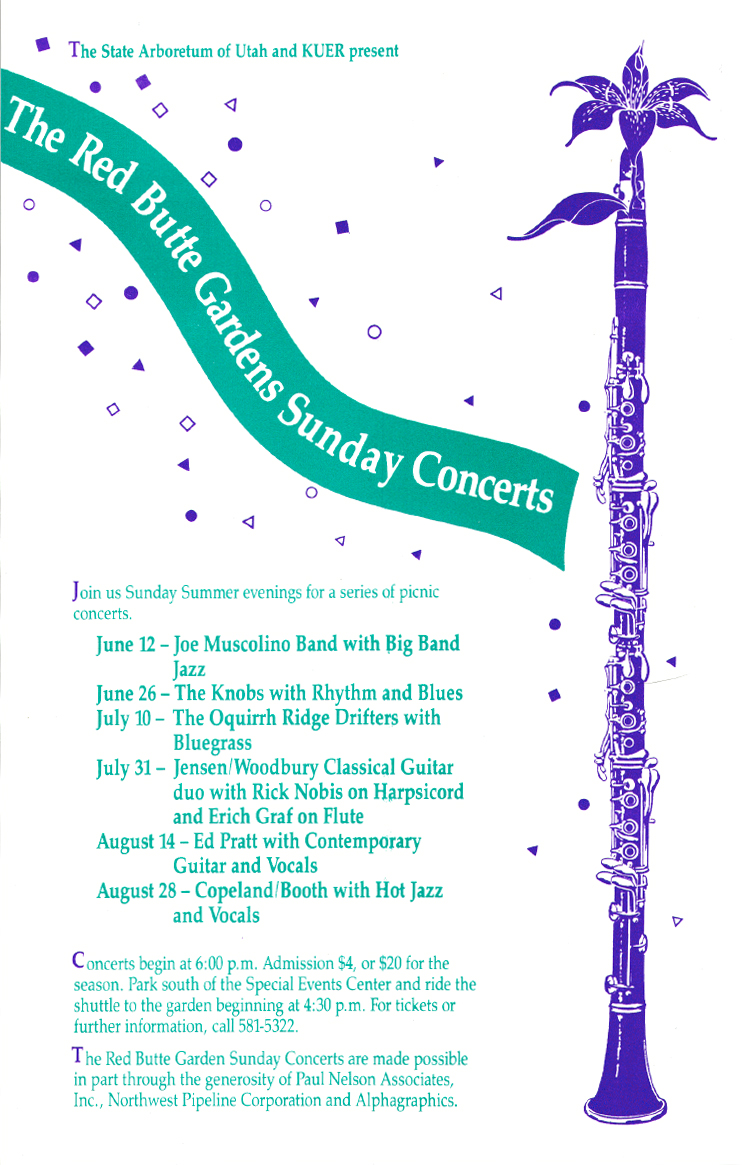 The State Arboretum of Utah and KUER present
The Red Butte Gardens Sunday Concerts
Join us Sunday Summer evenings for a series of picnic
concerts.
June 12 – Joe Muscolino Band with Big Band
Jazz
June 26 – The Knobs with Rhythm and Blues
July 10 – The Oquirrh Ridge Drifters with
Bluegrass
July 31 – Jensen/Woodbury Classical Guitar
duo with Rick Nobis on Harpsicord
and Erich Graf on Flute
August 14 – Ed Pratt with Contemporary
Guitar and Vocals
August 28 – Copeland/Booth with Hot Jazz
and Vocals
Concerts begin at 6:00 p.m. Admission $4, or $20 for the
season. Park south of the Special Events Center and ride the
shuttle to the garden beginning at 4:30 p.m. For tickets or
further information, call 581-5322.
The Red Butte Garden Sunday Concerts are made possible
in part through the generosity of Paul Nelson Associates,
Inc., Northwest Pipeline Corporation and Alphagraphics.